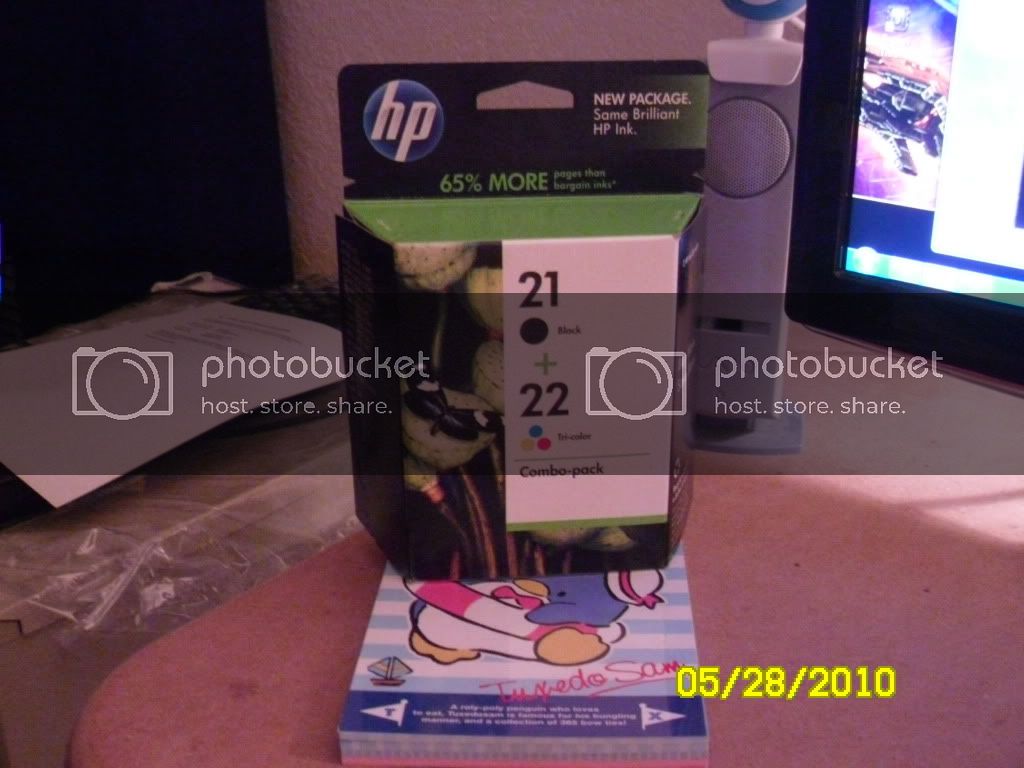 hp
NEW PACKAGE.
Same Brilliant
HP Ink.
65% MORE pages than
bargain inks*
21
Black
+
22
Tri-color
Combo-pack
photobucket
host. store. share.
photobucket
host. store. share.
Tuxedo Sam
05/28/2010
T
A roly-poly penguin who loves
to eat, Tuxedosam is famous for his bungling
manner, and a collection of 365 bow ties!
X